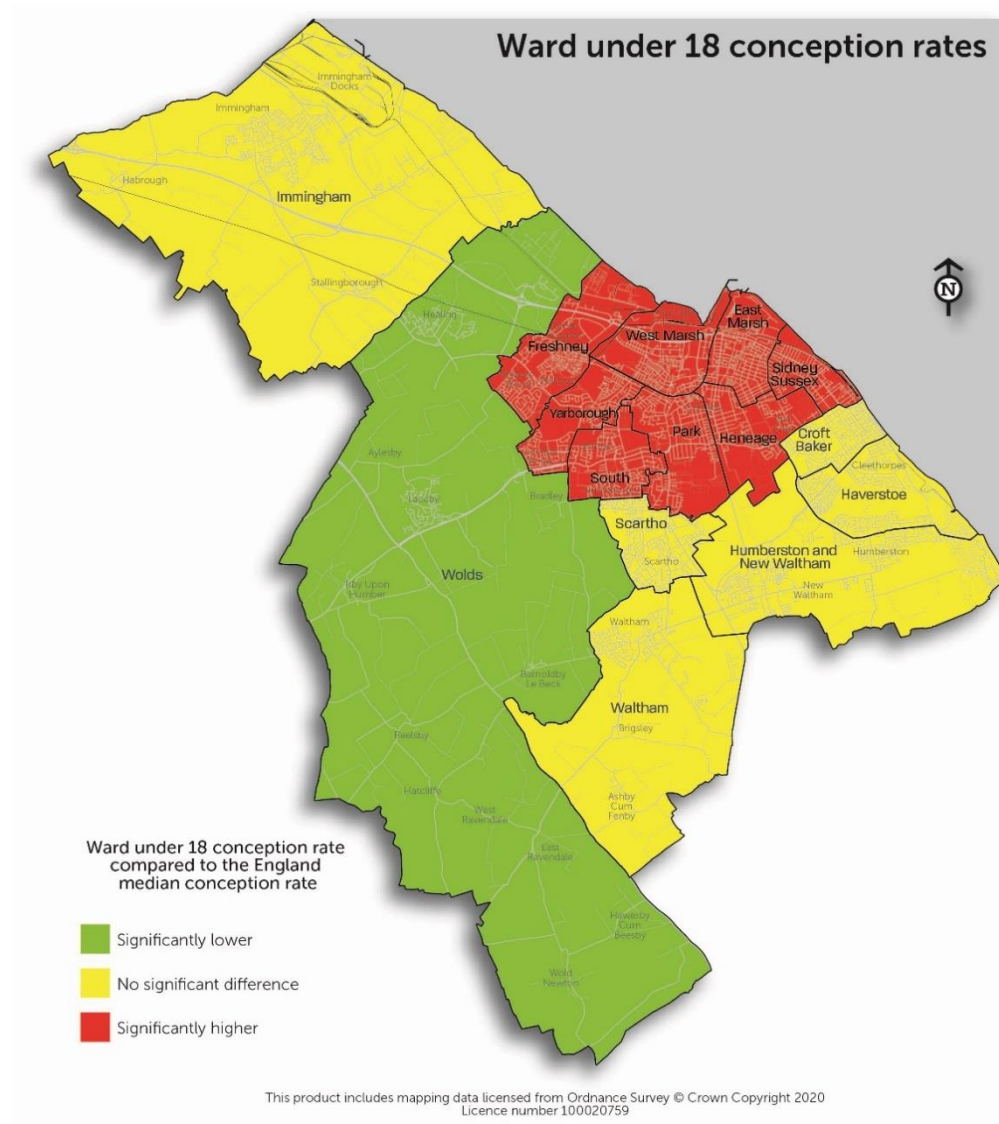 Ward under 18 conception rates
Immingham
Docks
Immingham
Habrough
Immingham
Stallingborough
N
Healing
East
Marsh
West Marsh
Freshney
Sidney
Sussex
Yarborough
Park
Heneage
Croft
Baker
Cleethorpes
South
Haverstoe
Aylesby
Laceby
Bradley
Scartho
Scartho
Humberston and
New Waltham
Humberston
New
Waltham
Wolds
Irby Upon
Humber
Waltham
Barnoldby
Le Beck
Waltham
Brigsley
Beelsby
Hatcliffe
Ashby
Cum
Fenby
West
Ravendale
East
Ravendale
Hawerby
Cum
Beesby
Wold
Newton
Ward under 18 conception rate
compared to the England
median conception rate
Significantly lower
No significant difference
Significantly higher
This product includes mapping data licensed from Ordnance Survey © Crown Copyright 2020
Licence number 100020759